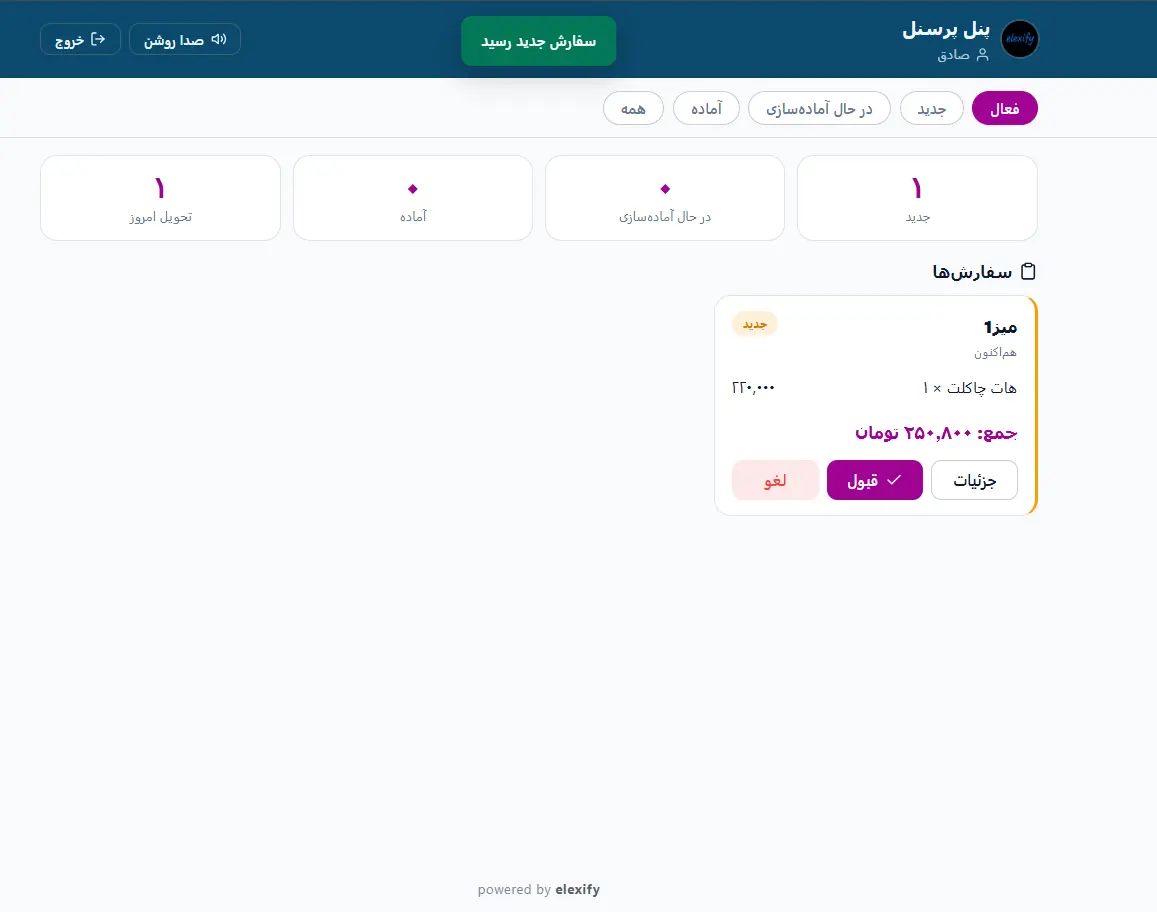 elexify
پنل پرسنل
صادق
سفارش جدید رسید
صدا روشن
خروج
فعال
جدید
در حال آماده‌سازی
آماده
همه
۱
جدید
۰
در حال آماده‌سازی
۰
آماده
۱
تحویل امروز
سفارش‌ها
میز1
جدید
هم‌اکنون
هات چاکلت × ۱
۲۲۰,۰۰۰
جمع: ۲۵۰,۸۰۰ تومان
جزئیات
قبول
لغو
powered by elexify